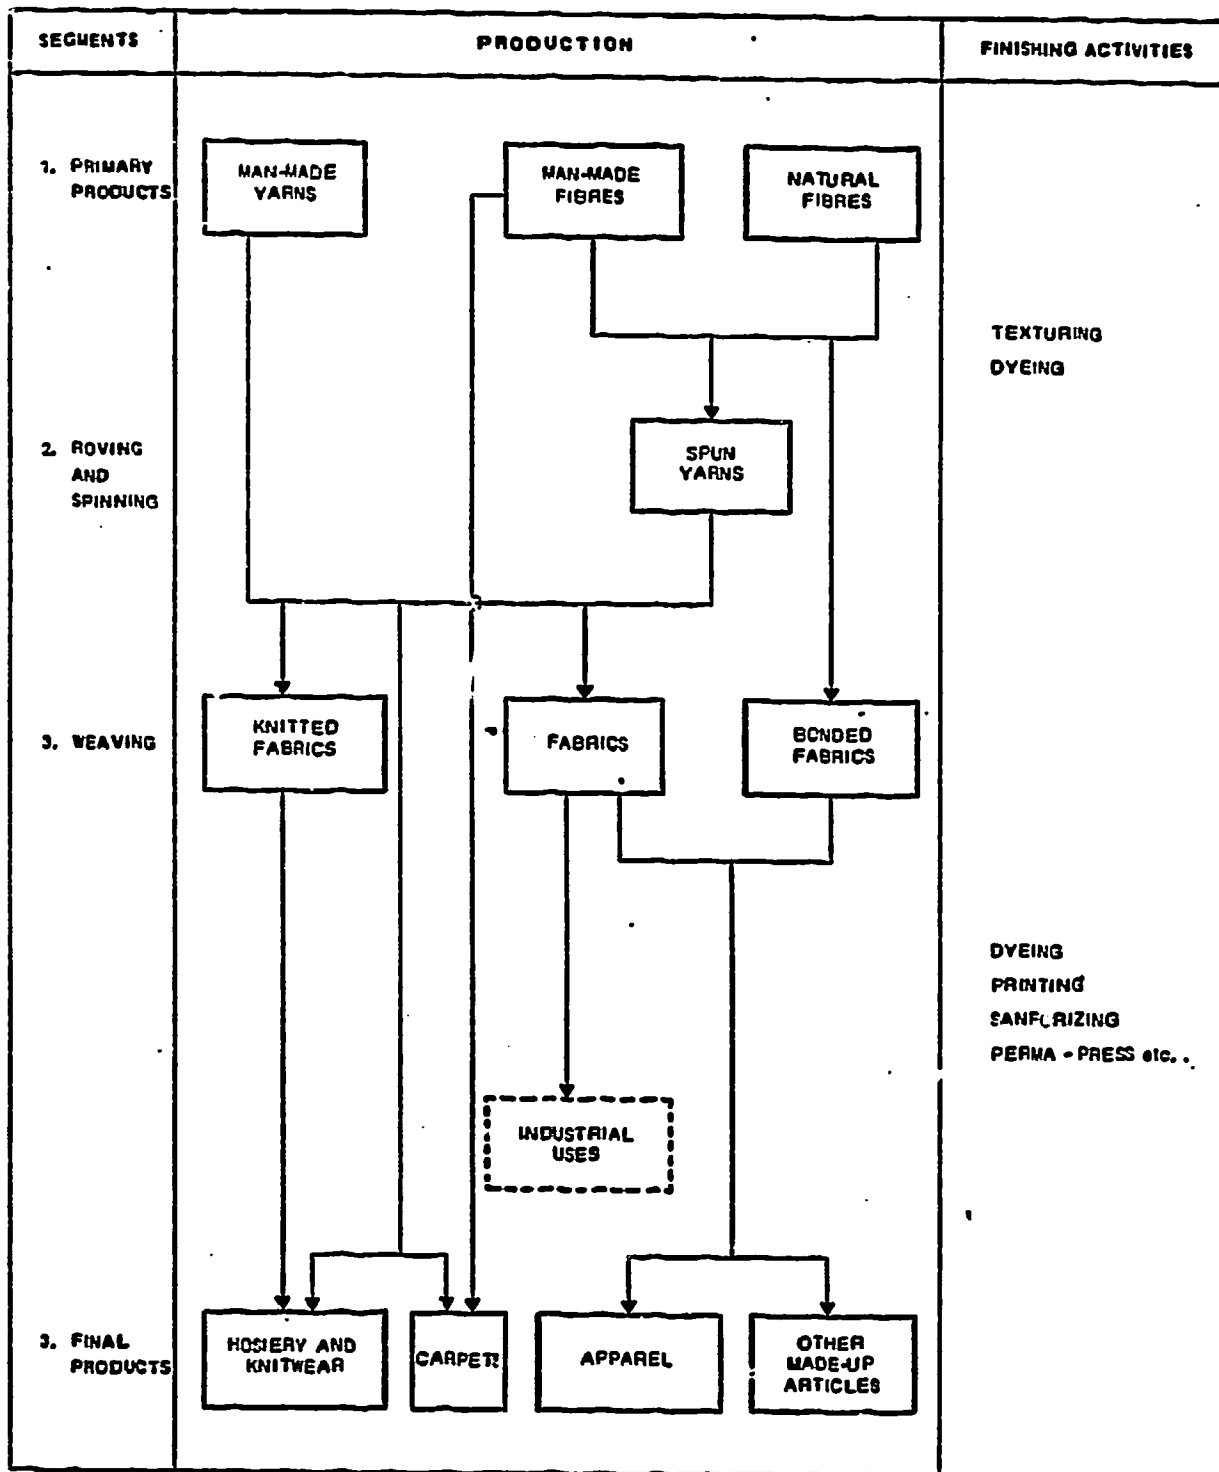 SEGMENTS
PRODUCTION
FINISHING ACTIVITIES
1. PRIMARY
PRODUCTS
MAN-MADE
YARNS
MAN-MADE
FIBRES
NATURAL
FIBRES
TEXTURING
DYEING
2. ROVING
AND
SPINNING
SPUN
YARNS
3. WEAVING
KNITTED
FABRICS
FABRICS
BONDED
FABRICS
DYEING
PRINTING
SANFORIZING
PERMA - PRESS etc..
INDUSTRIAL
USES
3. FINAL
PRODUCTS
HOSIERY AND
KNITWEAR
CARPETS
APPAREL
OTHER
MADE-UP
ARTICLES